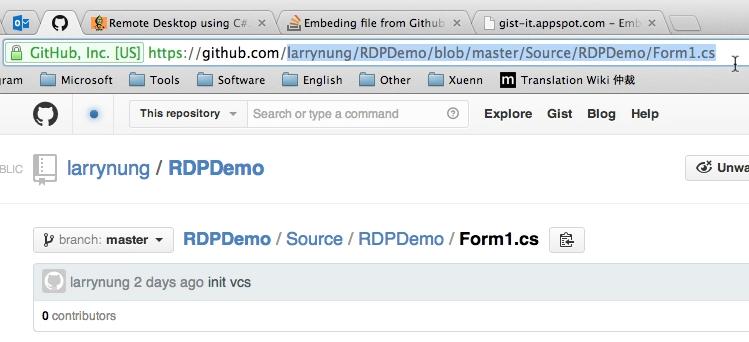 Remote Desktop using C# Embeding file from Github gist-it.appspot.com – Emb
GitHub, Inc. [US] https://github.com/larrynung/RDPDemo/blob/master/Source/RDPDemo/Form1.cs
gram Microsoft Tools Software English Other Xuenn m Translation Wiki 仲裁
This repository Search or type a command Explore Gist Blog Help
BLIC larrynung / RDPDemo Unwa
branch: master RDPDemo / Source / RDPDemo / Form1.cs
larrynung 2 days ago init vcs
0 contributors